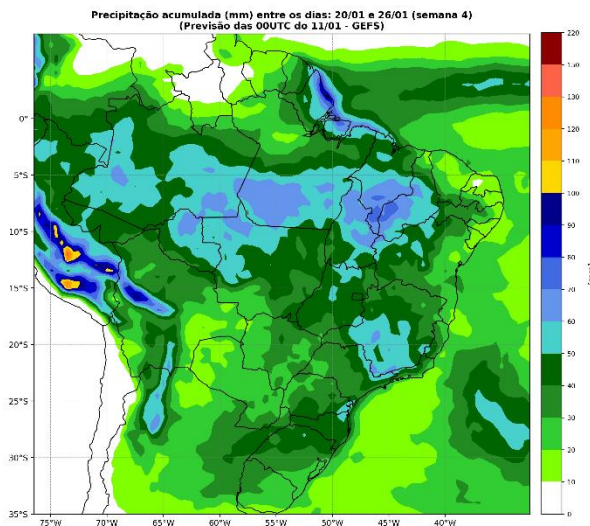 Precipitação acumulada (mm) entre os dias: 20/01 e 26/01 (semana 4)
(Previsão das 00UTC do 11/01 - GEFS)
220
130
120
110
100
90
80
70
60
50
40
30
20
10
0
0°
5°S
10°S
15°S
20°S
25°S
30°S
35°S
75°W
70°W
65°W
60°W
55°W
50°W
45°W
40°W